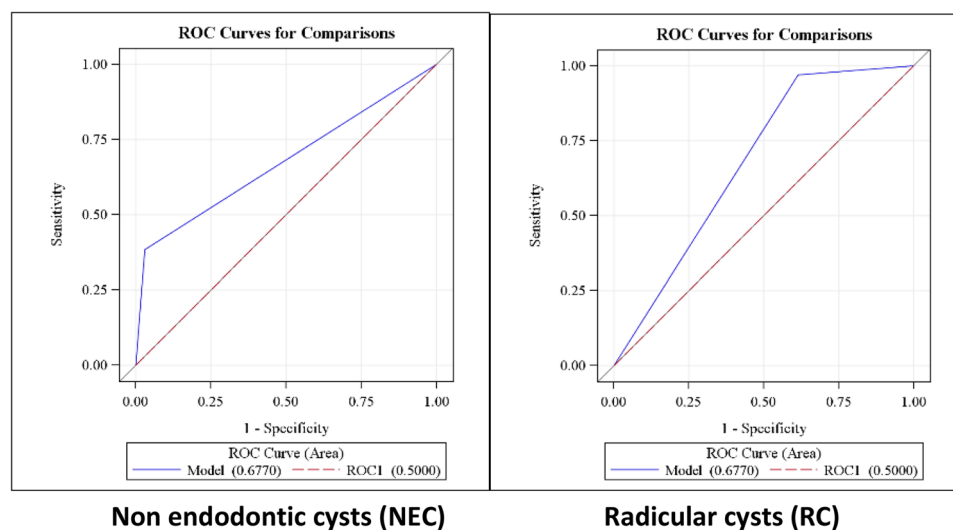 ROC Curves for Comparisons
1.00
0.75
0.50
0.25
0.00
Sensitivity
0.00 0.25 0.50 0.75 1.00
1 - Specificity
ROC Curve (Area)
Model (0.6770) ROC1 (0.5000)
Non endodontic cysts (NEC)
ROC Curves for Comparisons
1.00
0.75
0.50
0.25
0.00
Sensitivity
0.00 0.25 0.50 0.75 1.00
1 - Specificity
ROC Curve (Area)
Model (0.6770) ROC1 (0.5000)
Radicular cysts (RC)